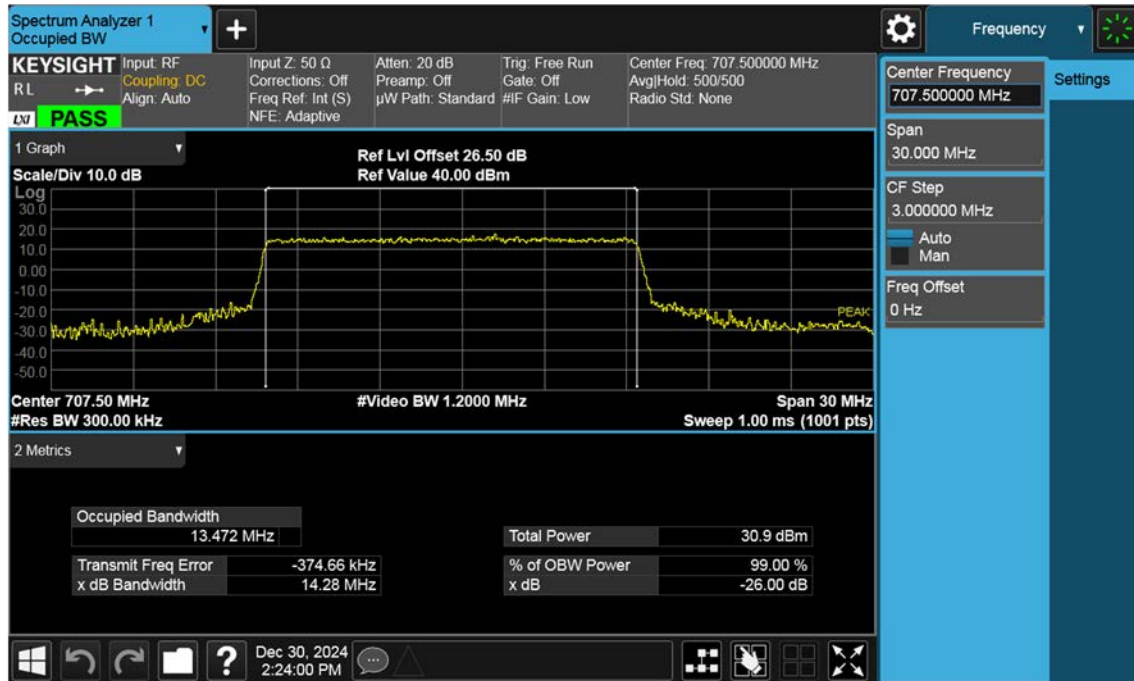 Spectrum Analyzer 1
Occupied BW
+
Frequency
KEYSIGHT
RL
LXI
PASS
Input: RF
Coupling: DC
Align: Auto
Input Z: 50 Ω
Corrections: Off
Freq Ref: Int (S)
NFE: Adaptive
Atten: 20 dB
Preamp: Off
µW Path: Standard
Trig: Free Run
Gate: Off
#IF Gain: Low
Center Freq: 707.500000 MHz
Avg|Hold: 500/500
Radio Std: None
Center Frequency
707.500000 MHz
Settings
Span
30.000 MHz
CF Step
3.000000 MHz
Auto
Man
Freq Offset
0 Hz
1 Graph
Scale/Div 10.0 dB
Ref Lvl Offset 26.50 dB
Ref Value 40.00 dBm
Log
30.0
20.0
10.0
0.00
-10.0
-20.0
-30.0
-40.0
-50.0
PEAK
Center 707.50 MHz
#Video BW 1.2000 MHz
Span 30 MHz
#Res BW 300.00 kHz
Sweep 1.00 ms (1001 pts)
2 Metrics
Occupied Bandwidth
13.472 MHz
Total Power 30.9 dBm
Transmit Freq Error -374.66 kHz
% of OBW Power 99.00 %
x dB Bandwidth 14.28 MHz
x dB -26.00 dB
?
Dec 30, 2024
2:24:00 PM